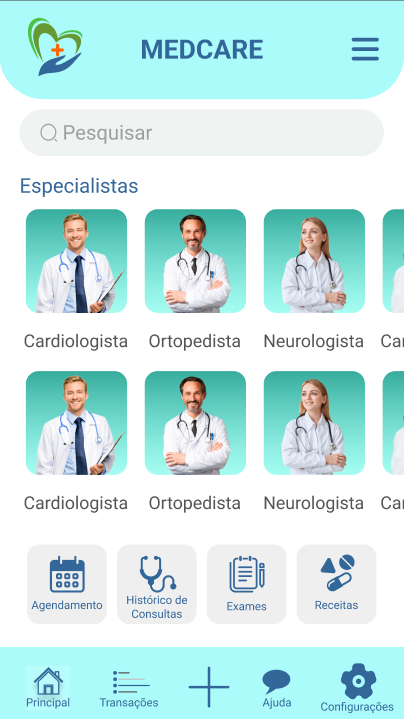 MEDCARE
Pesquisar
Especialistas
Cardiologista Ortopedista Neurologista Car
Cardiologista Ortopedista Neurologista Car
Agendamento
Histórico de
Consultas
Exames
Receitas
Principal Transações Ajuda Configurações